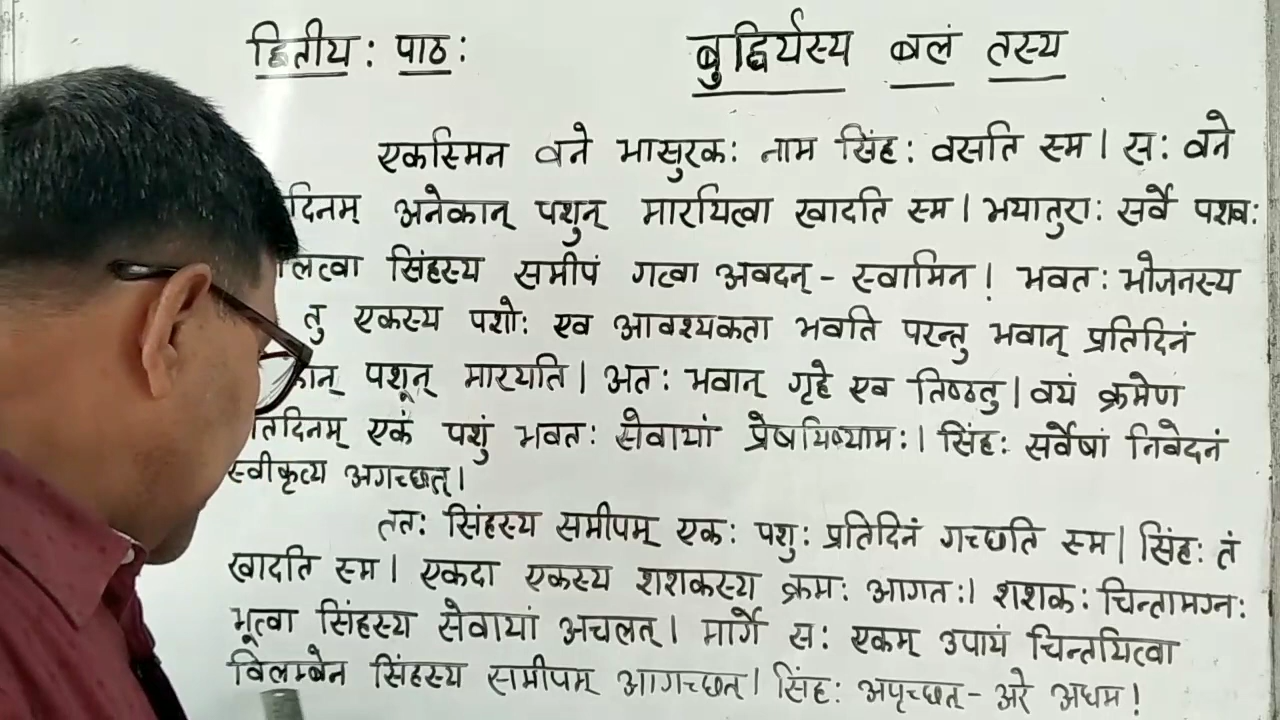 द्वितीय: पाठ: बुद्धिर्यस्य बलं तस्य
एकस्मिन वने भासुरक: नाम सिंह: वसति स्म। स: वने
दिनम् अनेकान् पशुन् मारयित्वा खादति स्म। भयातुरा: सर्वे पशव:
लित्वा सिंहस्य समीपं गत्वा अवदन् - स्वामिन! भवत: भोजनस्य
तु एकस्य पशो: एव आवश्यकता भवति परन्तु भवान् प्रतिदिनं
कान् पशून् मारयति। अत: भवान् गृहे एव तिष्ठतु। वयं क्रमेण
तिदिनम् एकं पशुं भवत: सेवायां प्रेषयिष्याम:। सिंह: सर्वेषां निवेदनं
स्वीकृत्य अगच्छत्।
तत: सिंहस्य समीपम् एक: पशु: प्रतिदिनं गच्छति स्म। सिंह: तं
खादति स्म। एकदा एकस्य शशकस्य क्रम: आगत:। शशक: चिन्तामग्न:
भूत्वा सिंहस्य सेवायां अचलत्। मार्गे स: एकम् उपायं चिन्तयित्वा
विलम्बेन सिंहस्य समीपम् आगच्छत्। सिंह: अपृच्छत् - अरे अधम!